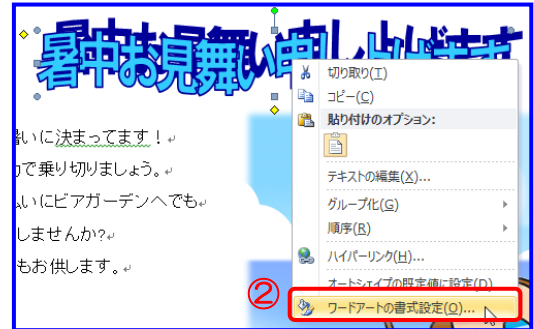 暑中お見舞い申し上げます
切り取り(T)
コピー(C)
貼り付けのオプション:
いに決まってます！
で乗り切りましょう。
いにビアガーデンへでも
しませんか?
もお供します。
テキストの編集(X)...
グループ化(G)
順序(R)
ハイパーリンク(H)...
オートシェイプの既定値に設定(D)
② ワードアートの書式設定(O)...